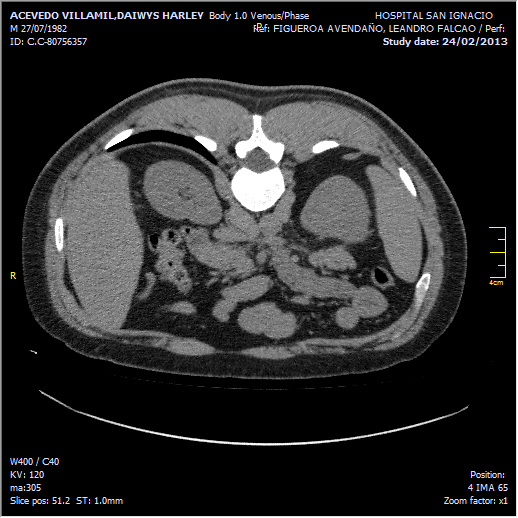 ACEVEDO VILLAMIL,DAIWYS HARLEY Body 1.0 Venous/Phase HOSPITAL SAN IGNACIO
M 27/07/1982 Ref: FIGUEROA AVENDAÑO, LEANDRO FALCAO / Perf:
ID: C.C-80756357 Study date: 24/02/2013
R
4cm
W400 / C40
KV: 120 Position:
ma:305 4 IMA 65
Slice pos: 51.2 ST: 1.0mm Zoom factor: x1